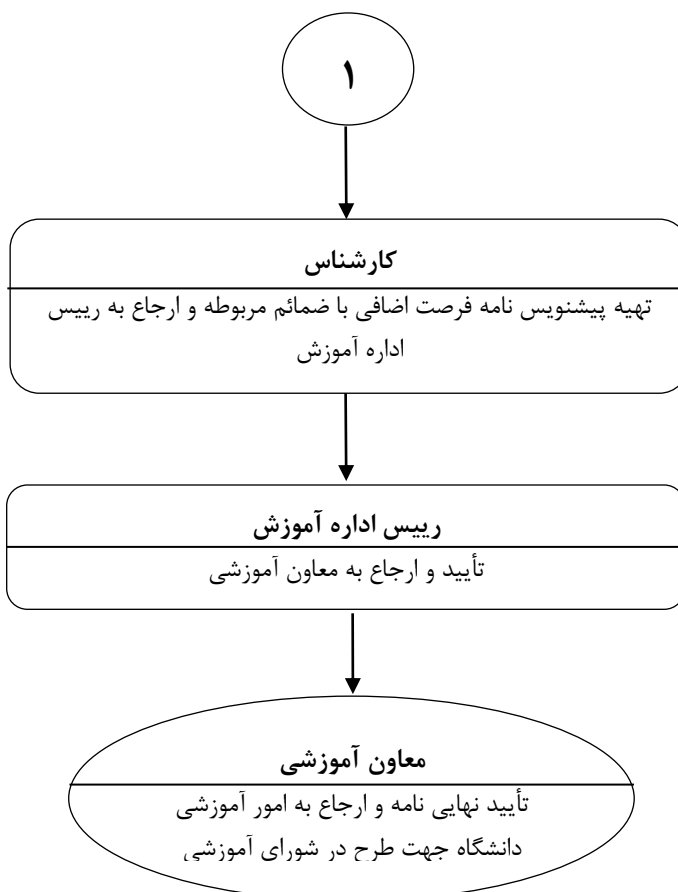 ۱
کارشناس
تهیه پیشنویس نامه فرصت اضافی با ضمائم مربوطه و ارجاع به رییس
اداره آموزش
رییس اداره آموزش
تأیید و ارجاع به معاون آموزشی
معاون آموزشی
تأیید نهایی نامه و ارجاع به امور آموزشی
دانشگاه جهت طرح در شورای آموزشی